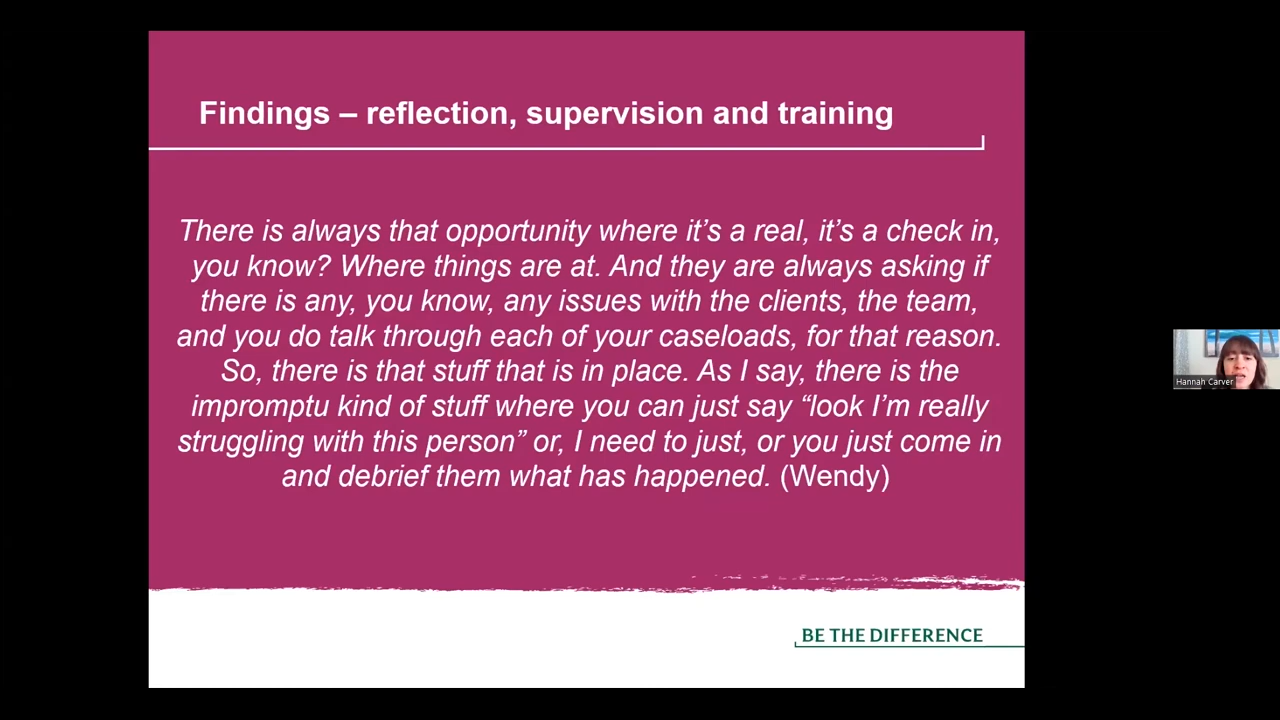 Findings – reflection, supervision and training
There is always that opportunity where it’s a real, it’s a check in,
you know? Where things are at. And they are always asking if
there is any, you know, any issues with the clients, the team,
and you do talk through each of your caseloads, for that reason.
So, there is that stuff that is in place. As I say, there is the
impromptu kind of stuff where you can just say “look I’m really
struggling with this person” or, I need to just, or you just come in
and debrief them what has happened. (Wendy)
BE THE DIFFERENCE
Hannah Carver